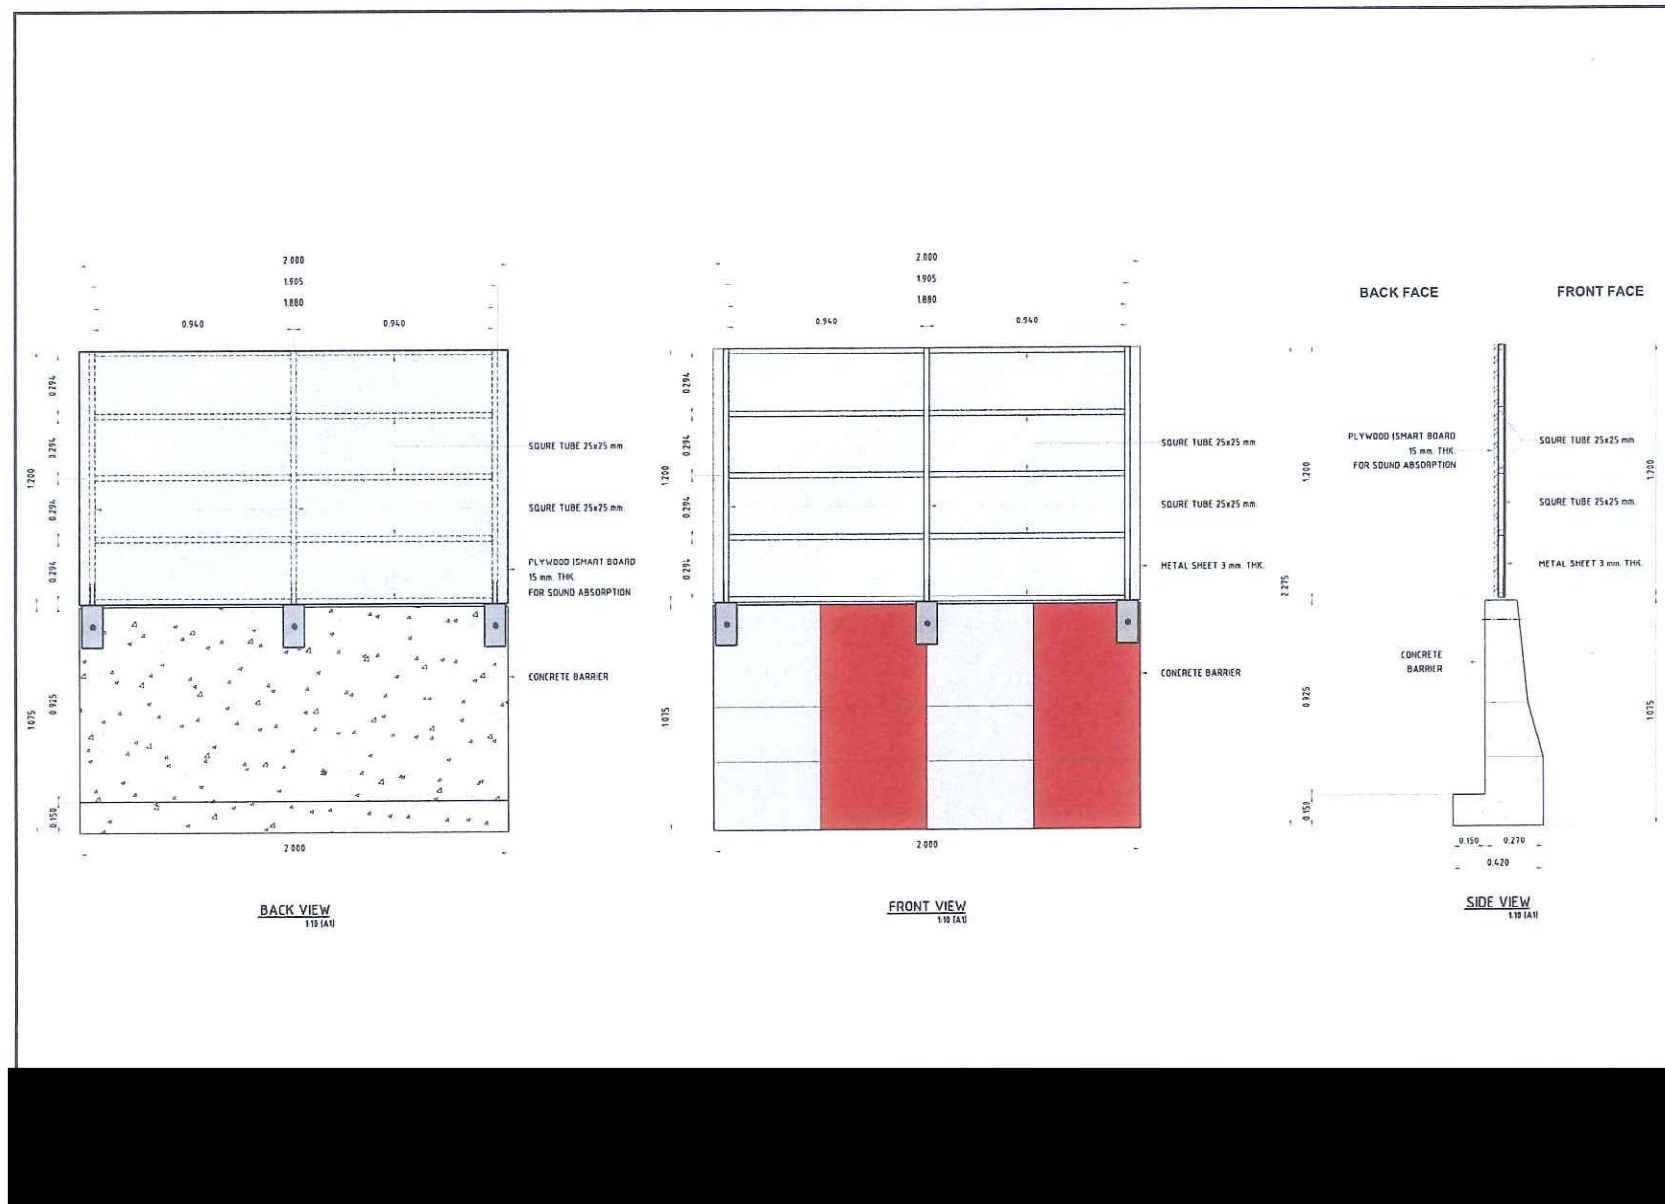 2.000
1.905
1.880
0.940
0.940
0.294
0.294
0.294
0.294
1.200
SQURE TUBE 25x25 mm.
SQURE TUBE 25x25 mm.
PLYWOOD (SMART BOARD
15 mm. THK.
FOR SOUND ABSORPTION
CONCRETE BARRIER
0.925
1.075
0.150
2.000
BACK VIEW
1:10 (A1)
2.000
1.905
1.880
0.940
0.940
0.294
0.294
0.294
0.294
1.200
SQURE TUBE 25x25 mm.
SQURE TUBE 25x25 mm.
METAL SHEET 3 mm. THK.
CONCRETE BARRIER
1.075
2.000
FRONT VIEW
1:10 (A1)
BACK FACE
FRONT FACE
PLYWOOD (SMART BOARD
15 mm. THK.
FOR SOUND ABSORPTION
SQURE TUBE 25x25 mm.
SQURE TUBE 25x25 mm.
METAL SHEET 3 mm. THK.
1.200
1.200
2.275
CONCRETE
BARRIER
0.925
1.075
0.150
0.150
0.270
0.420
SIDE VIEW
1:10 (A1)